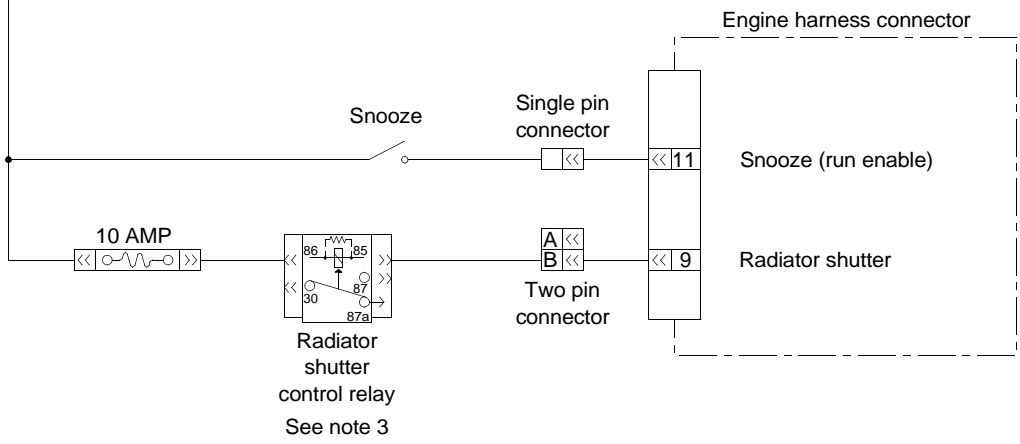 Engine harness connector
Snooze
Single pin
connector
11
Snooze (run enable)
10 AMP
86
85
30
87
87a
A
B
9
Radiator shutter
Two pin
connector
Radiator
shutter
control relay
See note 3